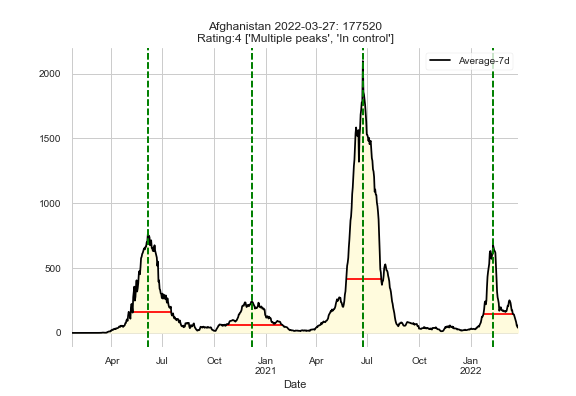 Afghanistan 2022-03-27: 177520
Rating:4 ['Multiple peaks', 'In control']
Average-7d
2000
1500
1000
500
0
Apr Jul Oct Jan Apr Jul Oct Jan
2021 2022
Date